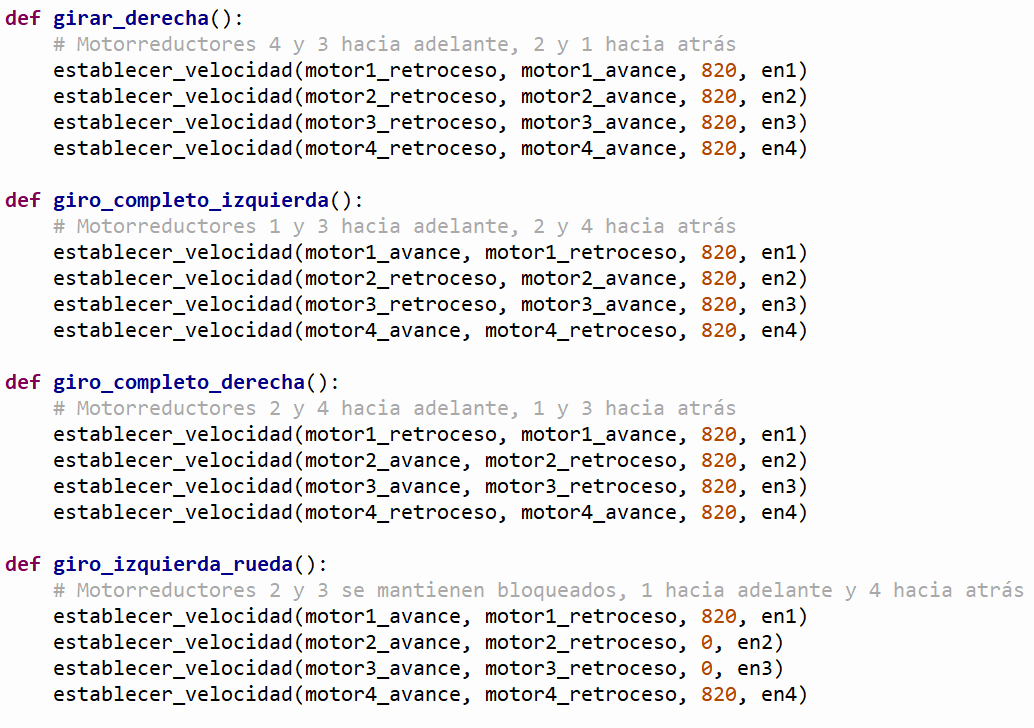 def girar_derecha():
    # Motorreductores 4 y 3 hacia adelante, 2 y 1 hacia atrás
    establecer_velocidad(motor1_retroceso, motor1_avance, 820, en1)
    establecer_velocidad(motor2_retroceso, motor2_avance, 820, en2)
    establecer_velocidad(motor3_retroceso, motor3_avance, 820, en3)
    establecer_velocidad(motor4_retroceso, motor4_avance, 820, en4)

def giro_completo_izquierda():
    # Motorreductores 1 y 3 hacia adelante, 2 y 4 hacia atrás
    establecer_velocidad(motor1_avance, motor1_retroceso, 820, en1)
    establecer_velocidad(motor2_retroceso, motor2_avance, 820, en2)
    establecer_velocidad(motor3_retroceso, motor3_avance, 820, en3)
    establecer_velocidad(motor4_avance, motor4_retroceso, 820, en4)

def giro_completo_derecha():
    # Motorreductores 2 y 4 hacia adelante, 1 y 3 hacia atrás
    establecer_velocidad(motor1_retroceso, motor1_avance, 820, en1)
    establecer_velocidad(motor2_avance, motor2_retroceso, 820, en2)
    establecer_velocidad(motor3_avance, motor3_retroceso, 820, en3)
    establecer_velocidad(motor4_retroceso, motor4_avance, 820, en4)

def giro_izquierda_rueda():
    # Motorreductores 2 y 3 se mantienen bloqueados, 1 hacia adelante y 4 hacia atrás
    establecer_velocidad(motor1_avance, motor1_retroceso, 820, en1)
    establecer_velocidad(motor2_avance, motor2_retroceso, 0, en2)
    establecer_velocidad(motor3_avance, motor3_retroceso, 0, en3)
    establecer_velocidad(motor4_avance, motor4_retroceso, 820, en4)